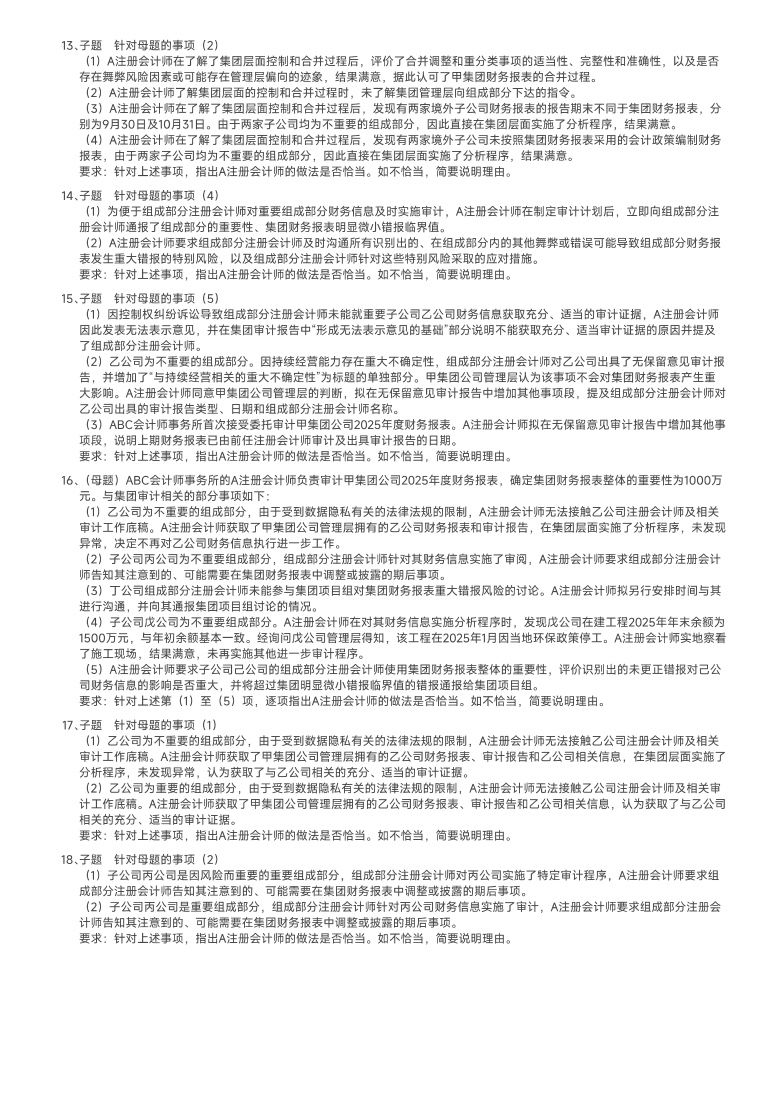 13、子题　针对母题的事项（2）
（1）A注册会计师在了解了集团层面控制和合并过程后，评价了合并调整和重分类事项的适当性、完整性和准确性，以及是否
存在舞弊风险因素或可能存在管理层偏向的迹象，结果满意，据此认可了甲集团财务报表的合并过程。
（2）A注册会计师了解集团层面的控制和合并过程时，未了解集团管理层向组成部分下达的指令。
（3）A注册会计师在了解了集团层面控制和合并过程后，发现有两家境外子公司财务报表的报告期末不同于集团财务报表，分
别为9月30日及10月31日。由于两家子公司均为不重要的组成部分，因此直接在集团层面实施了分析程序，结果满意。
（4）A注册会计师在了解了集团层面控制和合并过程后，发现有两家境外子公司未按照集团财务报表采用的会计政策编制财务
报表，由于两家子公司均为不重要的组成部分，因此直接在集团层面实施了分析程序，结果满意。
要求：针对上述事项，指出A注册会计师的做法是否恰当。如不恰当，简要说明理由。
14、子题　针对母题的事项（4）
（1）为便于组成部分注册会计师对重要组成部分财务信息及时实施审计，A注册会计师在制定审计计划后，立即向组成部分注
册会计师通报了组成部分的重要性、集团财务报表明显微小错报临界值。
（2）A注册会计师要求组成部分注册会计师及时沟通所有识别出的、在组成部分内的其他舞弊或错误可能导致组成部分财务报
表发生重大错报的特别风险，以及组成部分注册会计师针对这些特别风险采取的应对措施。
要求：针对上述事项，指出A注册会计师的做法是否恰当。如不恰当，简要说明理由。
15、子题　针对母题的事项（5）
（1）因控制权纠纷诉讼导致组成部分注册会计师未能就重要子公司乙公司财务信息获取充分、适当的审计证据，A注册会计师
因此发表无法表示意见，并在集团审计报告中“形成无法表示意见的基础”部分说明不能获取充分、适当审计证据的原因并提及
了组成部分注册会计师。
（2）乙公司为不重要的组成部分。因持续经营能力存在重大不确定性，组成部分注册会计师对乙公司出具了无保留意见审计报
告，并增加了“与持续经营相关的重大不确定性”为标题的单独部分。甲集团公司管理层认为该事项不会对集团财务报表产生重
大影响。A注册会计师同意甲集团公司管理层的判断，拟在无保留意见审计报告中增加其他事项段，提及组成部分注册会计师对
乙公司出具的审计报告类型、日期和组成部分注册会计师名称。
（3）ABC会计师事务所首次接受委托审计甲集团公司2025年度财务报表。A注册会计师拟在无保留意见审计报告中增加其他事
项段，说明上期财务报表已由前任注册会计师审计及出具审计报告的日期。
要求：针对上述事项，指出A注册会计师的做法是否恰当。如不恰当，简要说明理由。
16、（母题）ABC会计师事务所的A注册会计师负责审计甲集团公司2025年度财务报表，确定集团财务报表整体的重要性为1000万
元。与集团审计相关的部分事项如下：
（1）乙公司为不重要的组成部分，由于受到数据隐私有关的法律法规的限制，A注册会计师无法接触乙公司注册会计师及相关
审计工作底稿。A注册会计师获取了甲集团公司管理层拥有的乙公司财务报表和审计报告，在集团层面实施了分析程序，未发现
异常，决定不再对乙公司财务信息执行进一步工作。
（2）子公司丙公司为不重要组成部分，组成部分注册会计师针对其财务信息实施了审阅，A注册会计师要求组成部分注册会计
师告知其注意到的、可能需要在集团财务报表中调整或披露的期后事项。
（3）丁公司组成部分注册会计师未能参与集团项目组对集团财务报表重大错报风险的讨论。A注册会计师拟另行安排时间与其
进行沟通，并向其通报集团项目组讨论的情况。
（4）子公司戊公司为不重要组成部分。A注册会计师在对其财务信息实施分析程序时，发现戊公司在建工程2025年年末余额为
1500万元，与年初余额基本一致。经询问戊公司管理层得知，该工程在2025年1月因当地环保政策停工。A注册会计师实地察看
了施工现场，结果满意，未再实施其他进一步审计程序。
（5）A注册会计师要求子公司己公司的组成部分注册会计师使用集团财务报表整体的重要性，评价识别出的未更正错报对己公
司财务信息的影响是否重大，并将超过集团明显微小错报临界值的错报通报给集团项目组。
要求：针对上述第（1）至（5）项，逐项指出A注册会计师的做法是否恰当。如不恰当，简要说明理由。
17、子题　针对母题的事项（1）
（1）乙公司为不重要的组成部分，由于受到数据隐私有关的法律法规的限制，A注册会计师无法接触乙公司注册会计师及相关
审计工作底稿。A注册会计师获取了甲集团公司管理层拥有的乙公司财务报表、审计报告和乙公司相关信息，在集团层面实施了
分析程序，未发现异常，认为获取了与乙公司相关的充分、适当的审计证据。
（2）乙公司为重要的组成部分，由于受到数据隐私有关的法律法规的限制，A注册会计师无法接触乙公司注册会计师及相关审
计工作底稿。A注册会计师获取了甲集团公司管理层拥有的乙公司财务报表、审计报告和乙公司相关信息，认为获取了与乙公司
相关的充分、适当的审计证据。
要求：针对上述事项，指出A注册会计师的做法是否恰当。如不恰当，简要说明理由。
18、子题　针对母题的事项（2）
（1）子公司丙公司是因风险而重要的重要组成部分，组成部分注册会计师对丙公司实施了特定审计程序，A注册会计师要求组
成部分注册会计师告知其注意到的、可能需要在集团财务报表中调整或披露的期后事项。
（2）子公司丙公司是重要组成部分，组成部分注册会计师针对丙公司财务信息实施了审计，A注册会计师要求组成部分注册会
计师告知其注意到的、可能需要在集团财务报表中调整或披露的期后事项。
要求：针对上述事项，指出A注册会计师的做法是否恰当。如不恰当，简要说明理由。